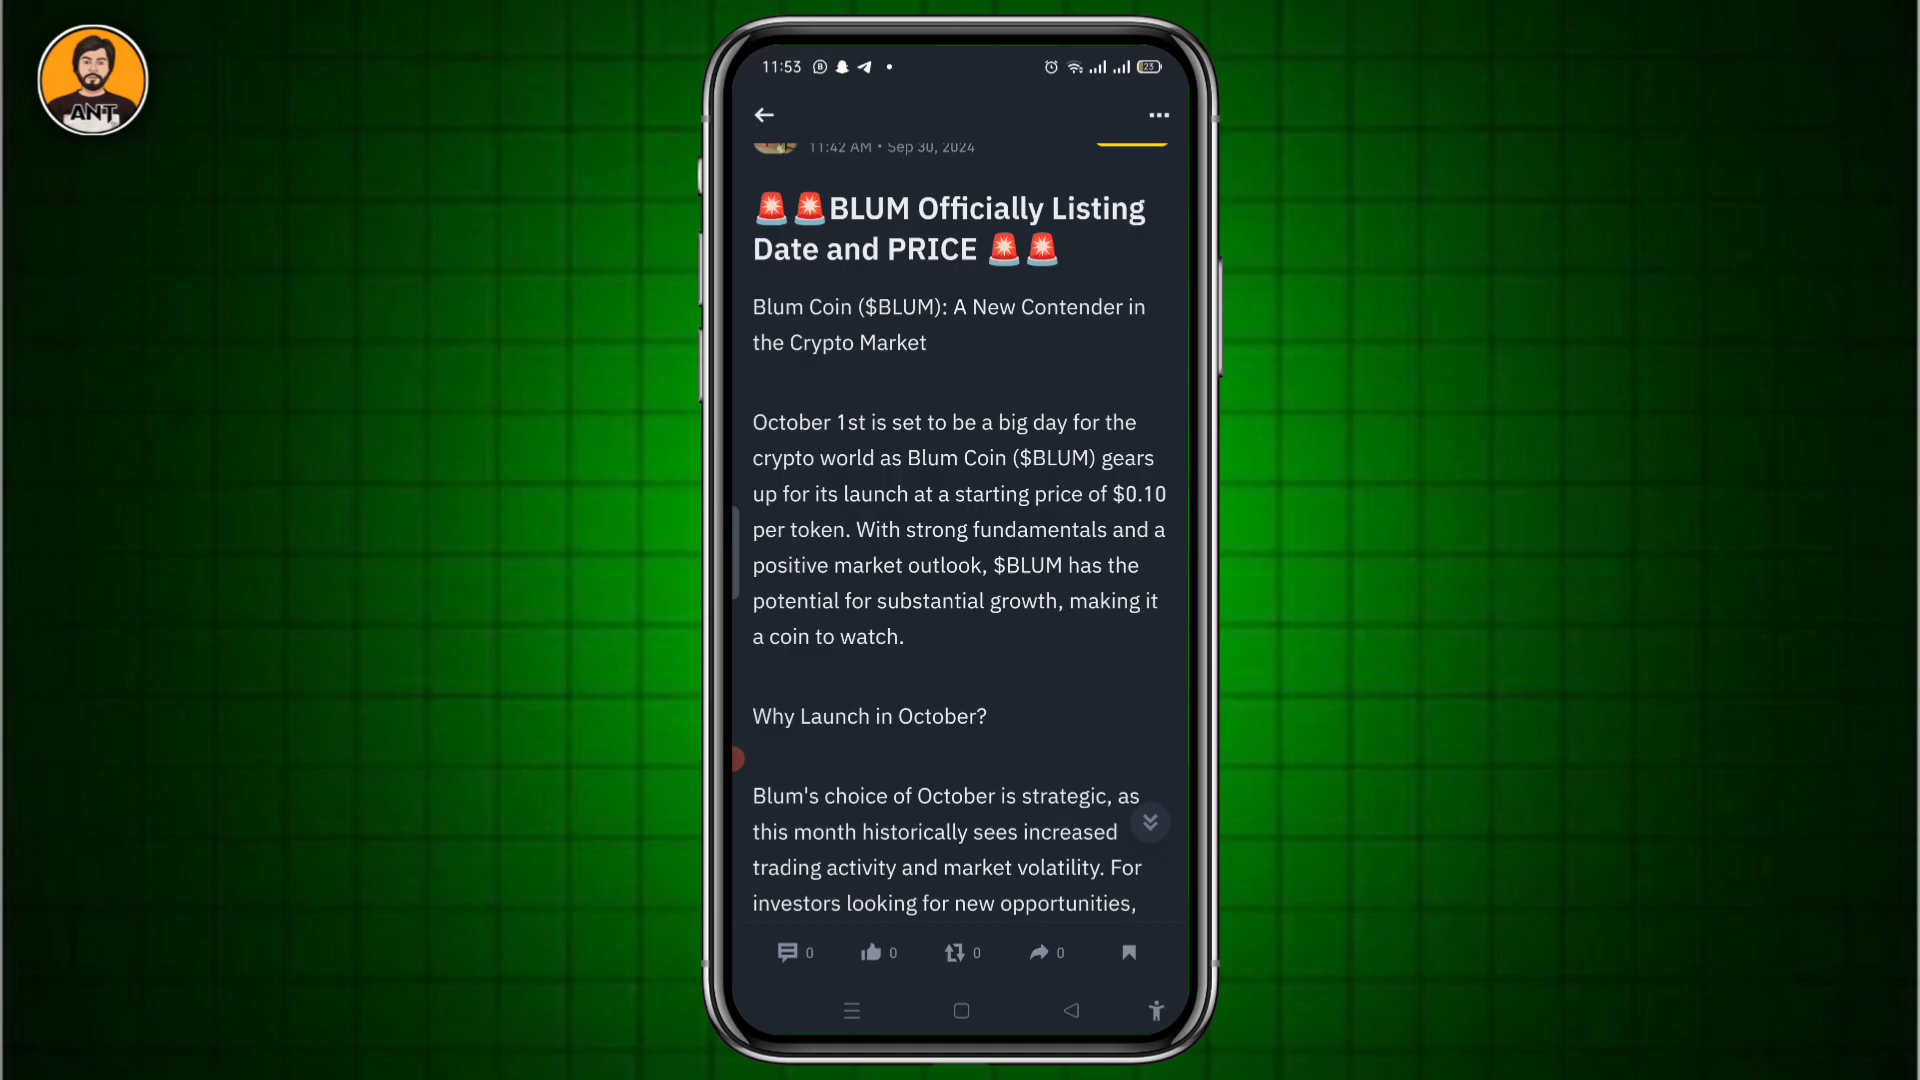 ANT
11:53
23
11:42 AM • Sep 30, 2024
🚨🚨BLUM Officially Listing
Date and PRICE 🚨🚨
Blum Coin ($BLUM): A New Contender in
the Crypto Market
October 1st is set to be a big day for the
crypto world as Blum Coin ($BLUM) gears
up for its launch at a starting price of $0.10
per token. With strong fundamentals and a
positive market outlook, $BLUM has the
potential for substantial growth, making it
a coin to watch.
Why Launch in October?
Blum's choice of October is strategic, as
this month historically sees increased
trading activity and market volatility. For
investors looking for new opportunities,
0 0 0 0